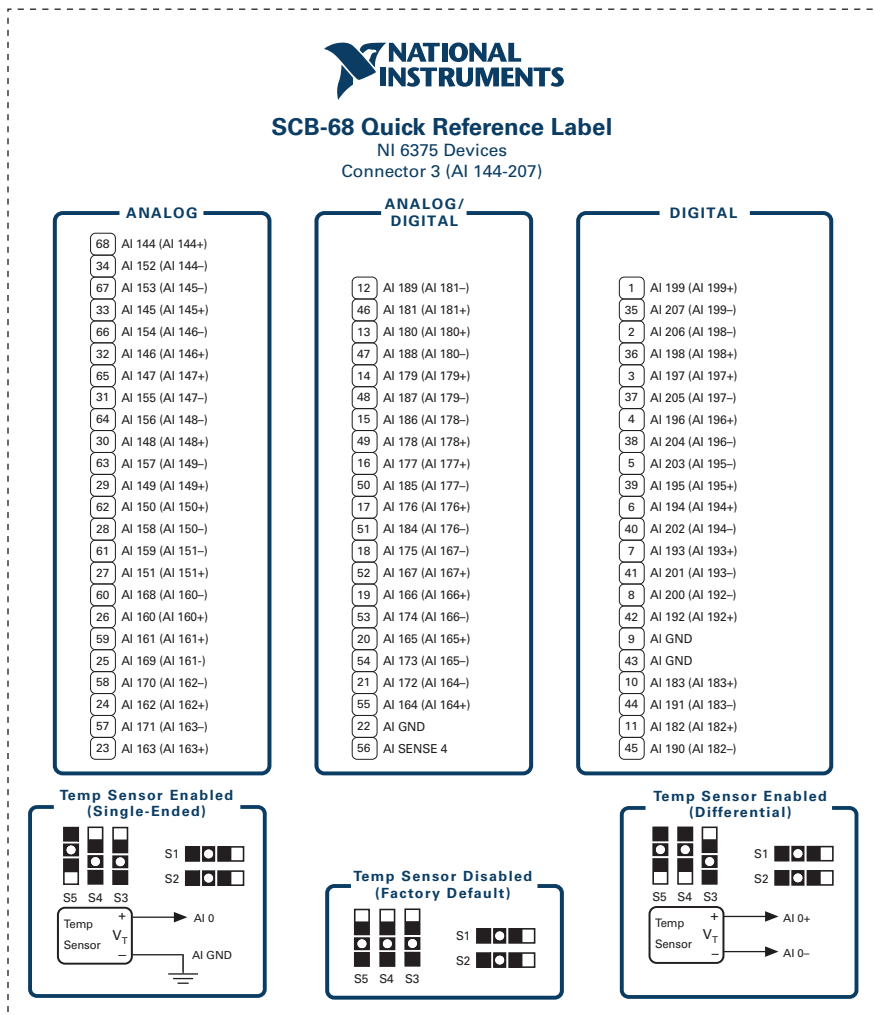 NATIONAL
INSTRUMENTS
SCB-68 Quick Reference Label
NI 6375 Devices
Connector 3 (AI 144-207)
ANALOG
68 AI 144 (AI 144+)
34 AI 152 (AI 144–)
67 AI 153 (AI 145–)
33 AI 145 (AI 145+)
66 AI 154 (AI 146–)
32 AI 146 (AI 146+)
65 AI 147 (AI 147+)
31 AI 155 (AI 147–)
64 AI 156 (AI 148–)
30 AI 148 (AI 148+)
63 AI 157 (AI 149–)
29 AI 149 (AI 149+)
62 AI 150 (AI 150+)
28 AI 158 (AI 150–)
61 AI 159 (AI 151–)
27 AI 151 (AI 151+)
60 AI 168 (AI 160–)
26 AI 160 (AI 160+)
59 AI 161 (AI 161+)
25 AI 169 (AI 161-)
58 AI 170 (AI 162–)
24 AI 162 (AI 162+)
57 AI 171 (AI 163–)
23 AI 163 (AI 163+)
ANALOG/
DIGITAL
12 AI 189 (AI 181–)
46 AI 181 (AI 181+)
13 AI 180 (AI 180+)
47 AI 188 (AI 180–)
14 AI 179 (AI 179+)
48 AI 187 (AI 179–)
15 AI 186 (AI 178–)
49 AI 178 (AI 178+)
16 AI 177 (AI 177+)
50 AI 185 (AI 177–)
17 AI 176 (AI 176+)
51 AI 184 (AI 176–)
18 AI 175 (AI 167–)
52 AI 167 (AI 167+)
19 AI 166 (AI 166+)
53 AI 174 (AI 166–)
20 AI 165 (AI 165+)
54 AI 173 (AI 165–)
21 AI 172 (AI 164–)
55 AI 164 (AI 164+)
22 AI GND
56 AI SENSE 4
DIGITAL
1 AI 199 (AI 199+)
35 AI 207 (AI 199–)
2 AI 206 (AI 198–)
36 AI 198 (AI 198+)
3 AI 197 (AI 197+)
37 AI 205 (AI 197–)
4 AI 196 (AI 196+)
38 AI 204 (AI 196–)
5 AI 203 (AI 195–)
39 AI 195 (AI 195+)
6 AI 194 (AI 194+)
40 AI 202 (AI 194–)
7 AI 193 (AI 193+)
41 AI 201 (AI 193–)
8 AI 200 (AI 192–)
42 AI 192 (AI 192+)
9 AI GND
43 AI GND
10 AI 183 (AI 183+)
44 AI 191 (AI 183–)
11 AI 182 (AI 182+)
45 AI 190 (AI 182–)
Temp Sensor Enabled
(Single-Ended)
S1
S2
S5 S4 S3
Temp
Sensor
+
VT
–
AI 0
AI GND
Temp Sensor Disabled
(Factory Default)
S1
S2
S5 S4 S3
Temp Sensor Enabled
(Differential)
S1
S2
S5 S4 S3
Temp
Sensor
+
VT
–
AI 0+
AI 0–